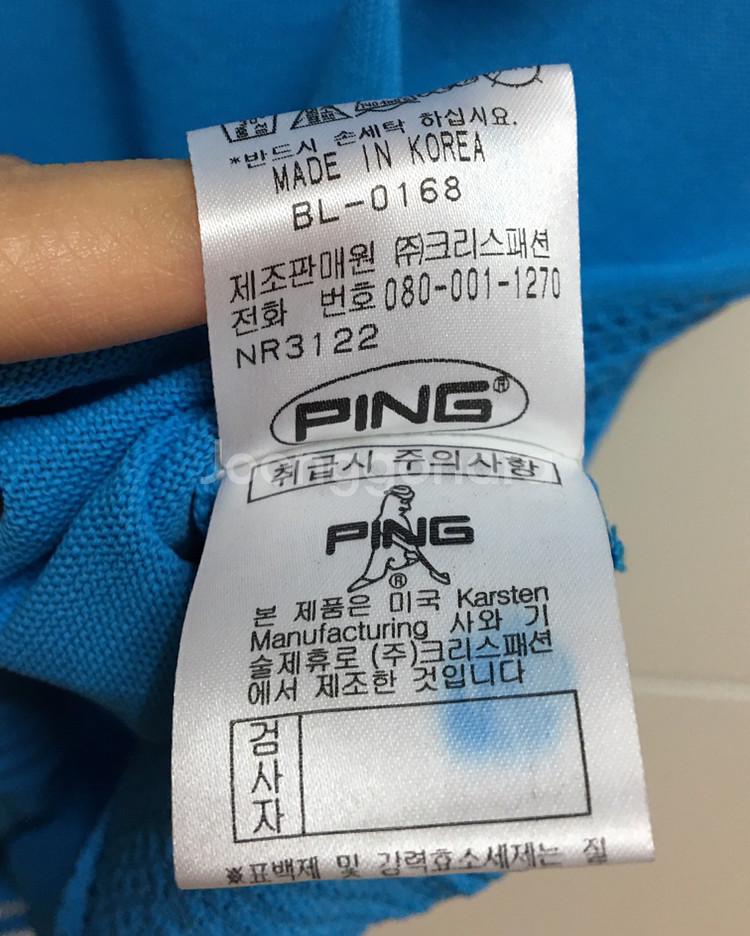 *반드시 손세탁 하십시요.
MADE IN KOREA
BL-0168
제조판매원 (주)크리스패션
전화 번호 080-001-1270
NR3122
PING®
취급시 주의사항
PING
®
본 제품은 미국 Karsten
Manufacturing 사와 기
술제휴로 (주)크리스패션
에서 제조한 것입니다
검사자
※표백제 및 강력효소세제는 질